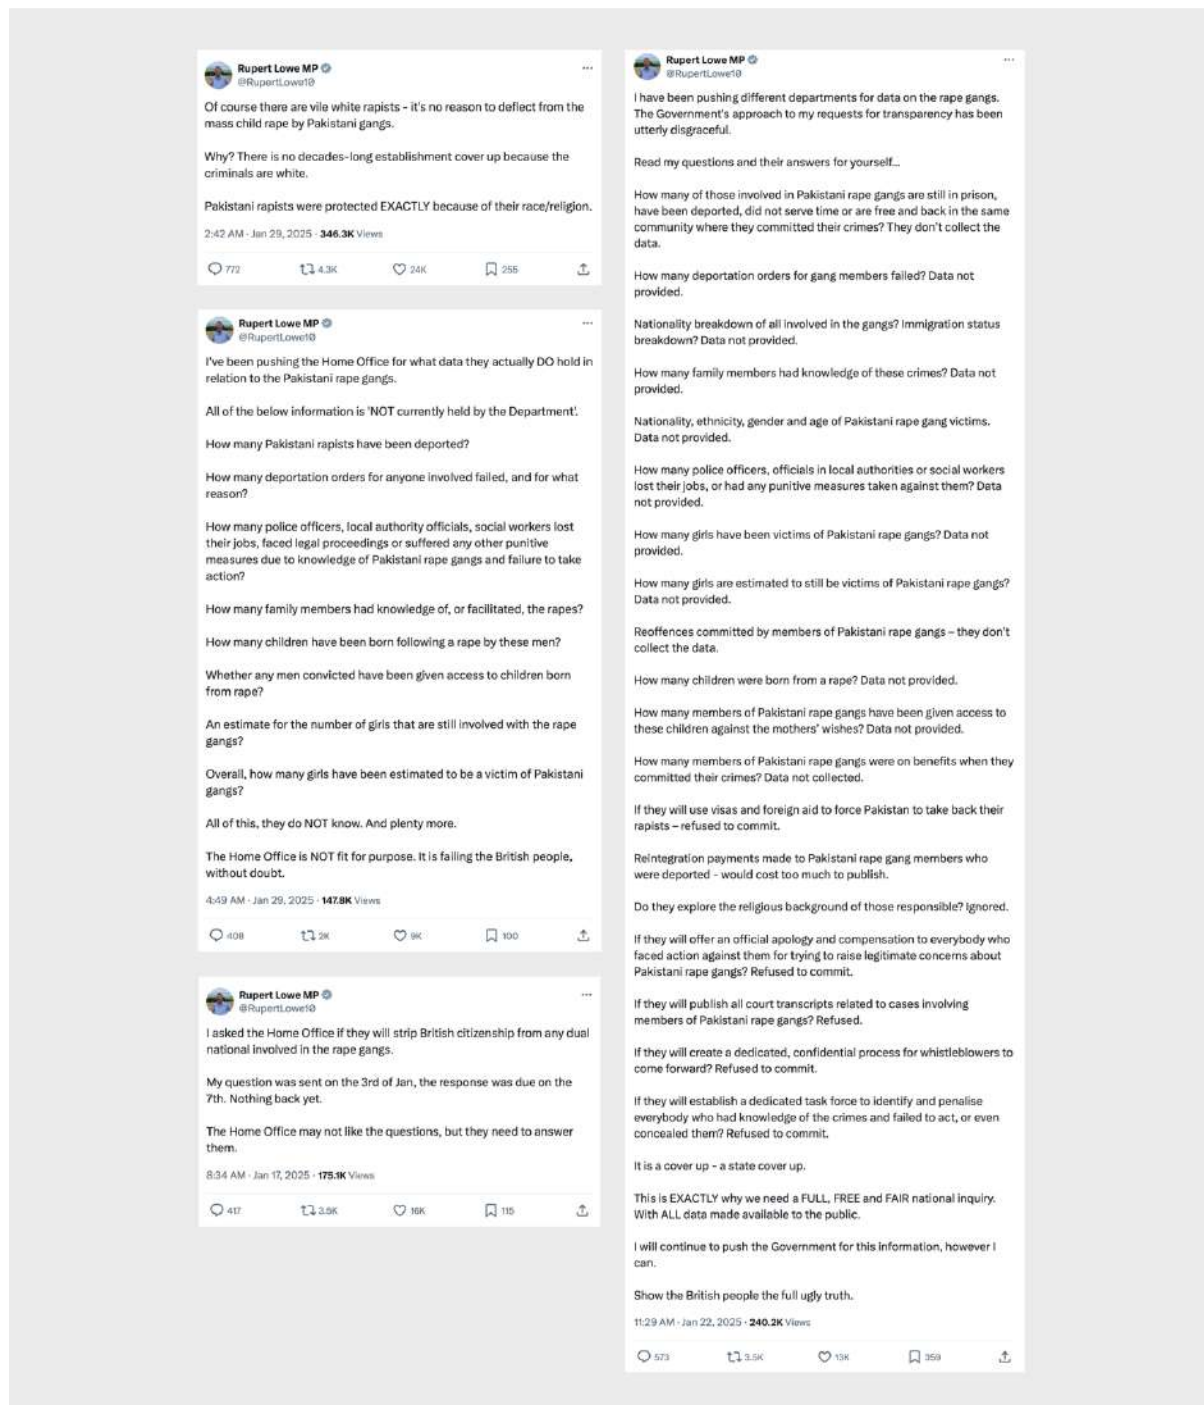 Rupert Lowe MP
@RupertLowe10
Of course there are vile white rapists - it's no reason to deflect from the
mass child rape by Pakistani gangs.
Why? There is no decades-long establishment cover up because the
criminals are white.
Pakistani rapists were protected EXACTLY because of their race/religion.
2:42 AM · Jan 29, 2025 · 346.3K Views
772 4.3K 24K 255
Rupert Lowe MP
@RupertLowe10
I've been pushing the Home Office for what data they actually DO hold in
relation to the Pakistani rape gangs.
All of the below information is 'NOT currently held by the Department'.
How many Pakistani rapists have been deported?
How many deportation orders for anyone involved failed, and for what
reason?
How many police officers, local authority officials, social workers lost
their jobs, faced legal proceedings or suffered any other punitive
measures due to knowledge of Pakistani rape gangs and failure to take
action?
How many family members had knowledge of, or facilitated, the rapes?
How many children have been born following a rape by these men?
Whether any men convicted have been given access to children born
from rape?
An estimate for the number of girls that are still involved with the rape
gangs?
Overall, how many girls have been estimated to be a victim of Pakistani
gangs?
All of this, they do NOT know. And plenty more.
The Home Office is NOT fit for purpose. It is failing the British people,
without doubt.
4:49 AM · Jan 29, 2025 · 147.8K Views
408 2K 9K 100
Rupert Lowe MP
@RupertLowe10
I asked the Home Office if they will strip British citizenship from any dual
national involved in the rape gangs.
My question was sent on the 3rd of Jan, the response was due on the
7th. Nothing back yet.
The Home Office may not like the questions, but they need to answer
them.
8:34 AM · Jan 17, 2025 · 175.1K Views
417 3.5K 16K 115
Rupert Lowe MP
@RupertLowe10
I have been pushing different departments for data on the rape gangs.
The Government's approach to my requests for transparency has been
utterly disgraceful.
Read my questions and their answers for yourself...
How many of those involved in Pakistani rape gangs are still in prison,
have been deported, did not serve time or are free and back in the same
community where they committed their crimes? They don't collect the
data.
How many deportation orders for gang members failed? Data not
provided.
Nationality breakdown of all involved in the gangs? Immigration status
breakdown? Data not provided.
How many family members had knowledge of these crimes? Data not
provided.
Nationality, ethnicity, gender and age of Pakistani rape gang victims.
Data not provided.
How many police officers, officials in local authorities or social workers
lost their jobs, or had any punitive measures taken against them? Data
not provided.
How many girls have been victims of Pakistani rape gangs? Data not
provided.
How many girls are estimated to still be victims of Pakistani rape gangs?
Data not provided.
Reoffences committed by members of Pakistani rape gangs – they don't
collect the data.
How many children were born from a rape? Data not provided.
How many members of Pakistani rape gangs have been given access to
these children against the mothers' wishes? Data not provided.
How many members of Pakistani rape gangs were on benefits when they
committed their crimes? Data not collected.
If they will use visas and foreign aid to force Pakistan to take back their
rapists – refused to commit.
Reintegration payments made to Pakistani rape gang members who
were deported - would cost too much to publish.
Do they explore the religious background of those responsible? Ignored.
If they will offer an official apology and compensation to everybody who
faced action against them for trying to raise legitimate concerns about
Pakistani rape gangs? Refused to commit.
If they will publish all court transcripts related to cases involving
members of Pakistani rape gangs? Refused.
If they will create a dedicated, confidential process for whistleblowers to
come forward? Refused to commit.
If they will establish a dedicated task force to identify and penalise
everybody who had knowledge of the crimes and failed to act, or even
concealed them? Refused to commit.
It is a cover up - a state cover up.
This is EXACTLY why we need a FULL, FREE and FAIR national inquiry.
With ALL data made available to the public.
I will continue to push the Government for this information, however I
can.
Show the British people the full ugly truth.
11:29 AM · Jan 22, 2025 · 240.2K Views
573 3.5K 13K 359